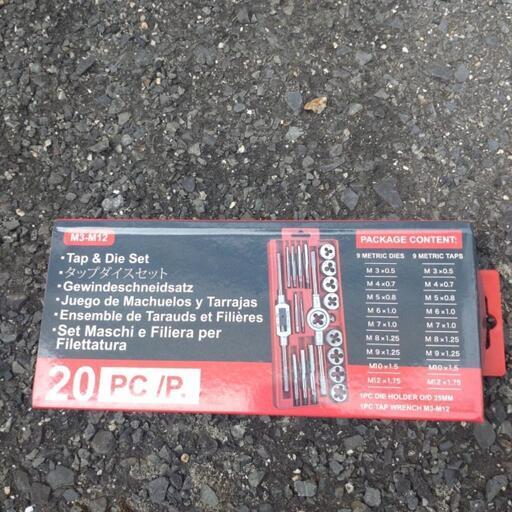 M3-M12
• Tap & Die Set
• タップダイスセット
• Gewindeschneidsatz
• Juego de Machuelos y Tarrajas
• Ensemble de Tarauds et Filières
• Set Maschi e Filiera per
Filettatura
20 PC /P.
PACKAGE CONTENT:
9 METRIC DIES 9 METRIC TAPS
M 3×0.5 M 3×0.5
M 4×0.7 M 4×0.7
M 5×0.8 M 5×0.8
M 6×1.0 M 6×1.0
M 7×1.0 M 7×1.0
M 8×1.25 M 8×1.25
M 9×1.25 M 9×1.25
M10×1.5 M10×1.5
M12×1.75 M12×1.75
1PC DIE HOLDER O/D 25MM
1PC TAP WRENCH M3-M12